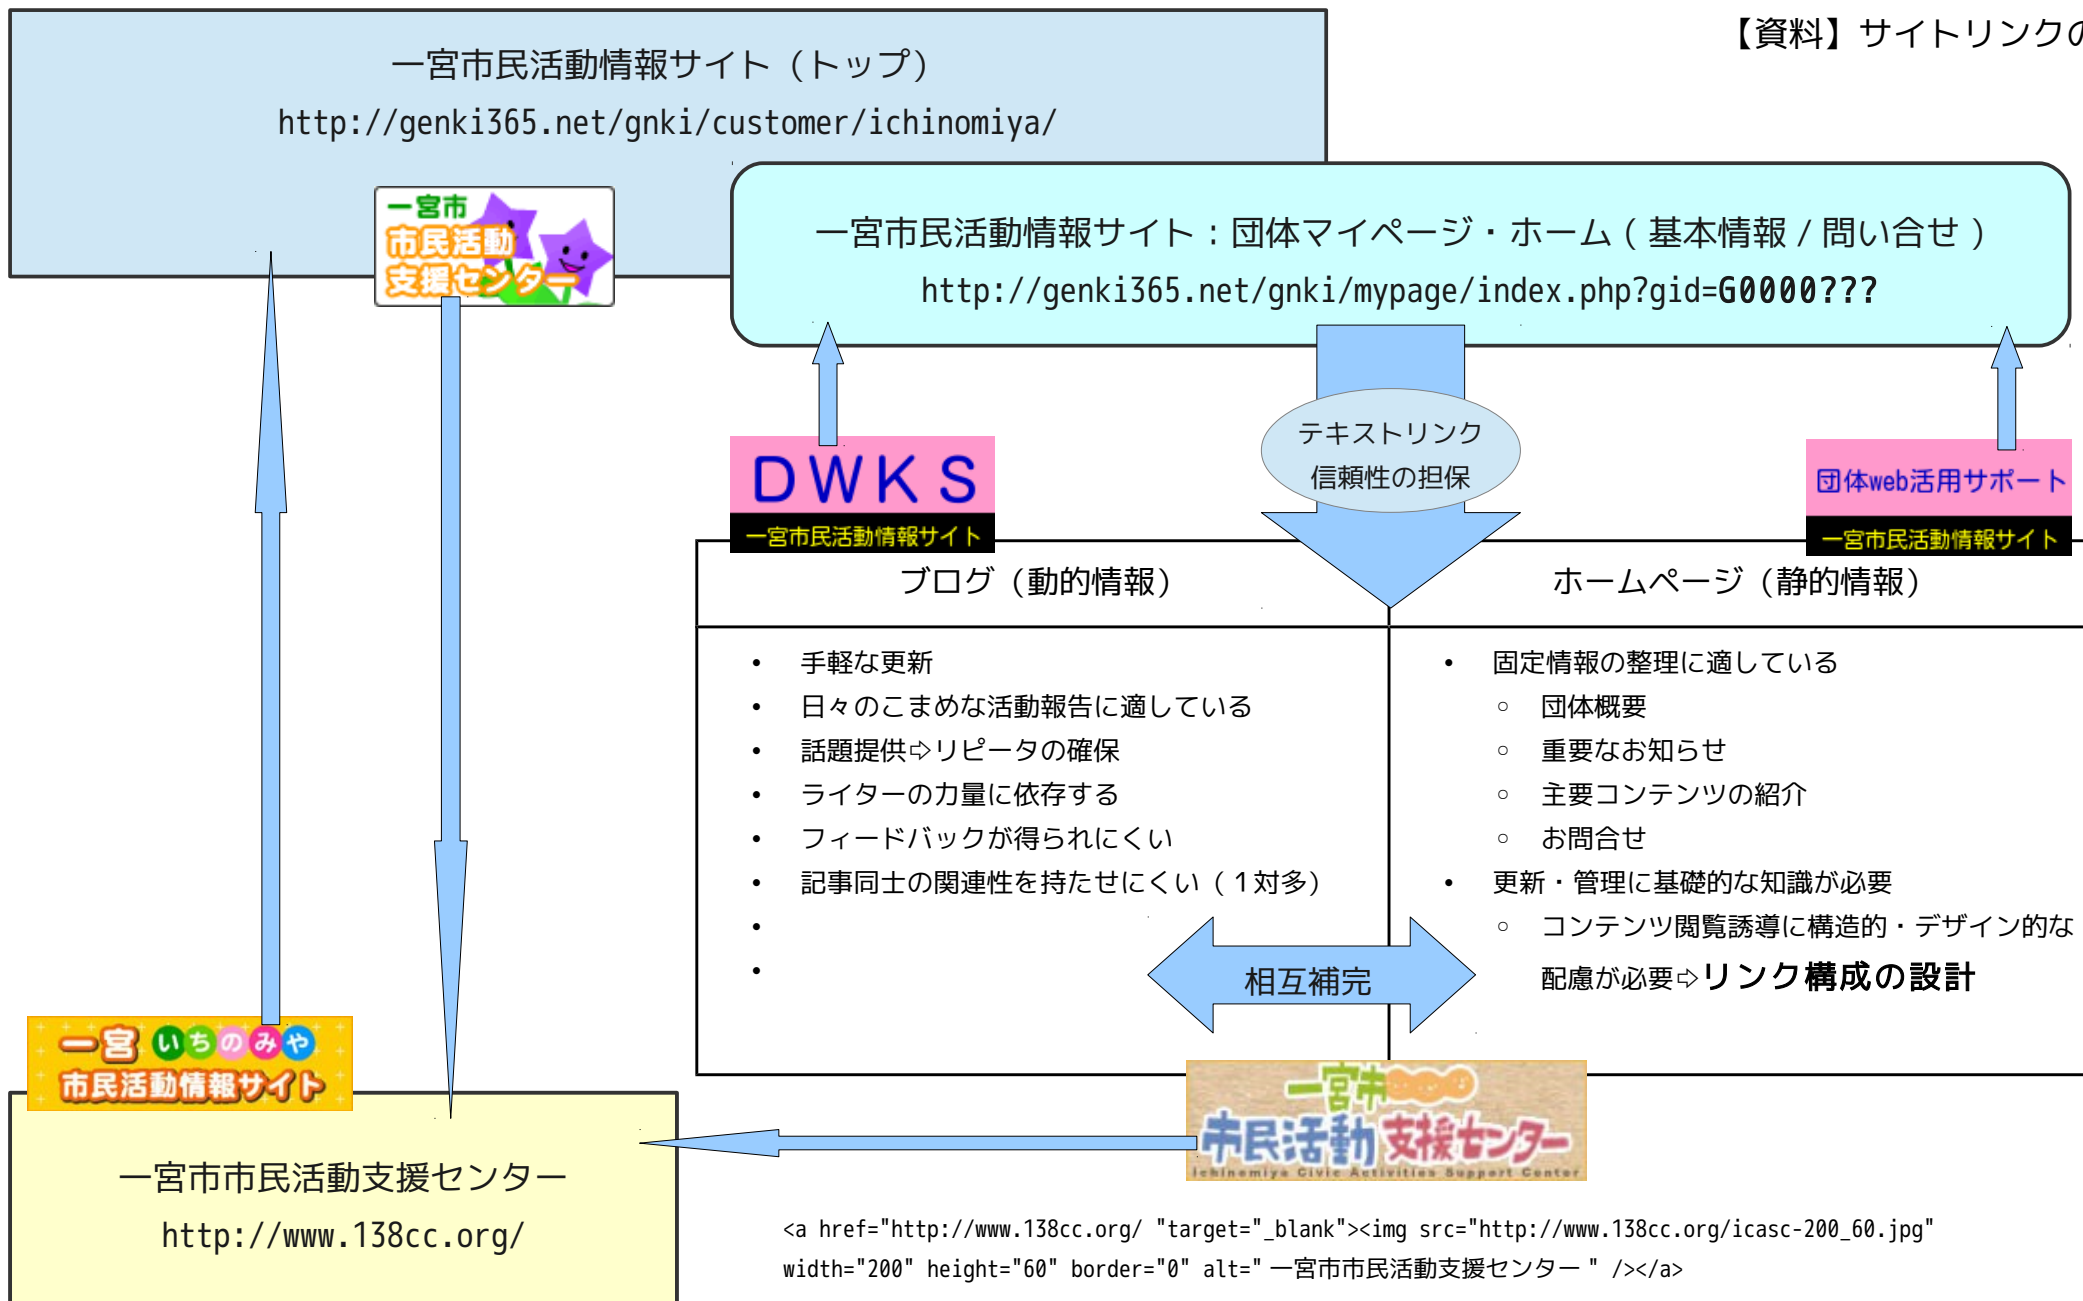 【資料】サイトリンクの
一宮市民活動情報サイト（トップ）
http://genki365.net/gnki/customer/ichinomiya/
一宮市
市民活動
支援センター
一宮市民活動情報サイト：団体マイページ・ホーム ( 基本情報 / 問い合せ )
http://genki365.net/gnki/mypage/index.php?gid=G0000???
テキストリンク
信頼性の担保
ＤＷＫＳ
一宮市民活動情報サイト
団体web活用サポート
一宮市民活動情報サイト
ブログ（動的情報）
• 手軽な更新
• 日々のこまめな活動報告に適している
• 話題提供⇨リピータの確保
• ライターの力量に依存する
• フィードバックが得られにくい
• 記事同士の関連性を持たせにくい（１対多）
•
•
ホームページ（静的情報）
• 固定情報の整理に適している
◦ 団体概要
◦ 重要なお知らせ
◦ 主要コンテンツの紹介
◦ お問合せ
• 更新・管理に基礎的な知識が必要
◦ コンテンツ閲覧誘導に構造的・デザイン的な
配慮が必要⇨リンク構成の設計
相互補完
一宮 いちのみや
市民活動情報サイト
一宮市市民活動支援センター
http://www.138cc.org/
一宮市
市民活動 支援センター
Ichinomiya Civic Activities Support Center
<a href="http://www.138cc.org/ "target="_blank"><img src="http://www.138cc.org/icasc-200_60.jpg"
width="200" height="60" border="0" alt=" 一宮市市民活動支援センター " /></a>